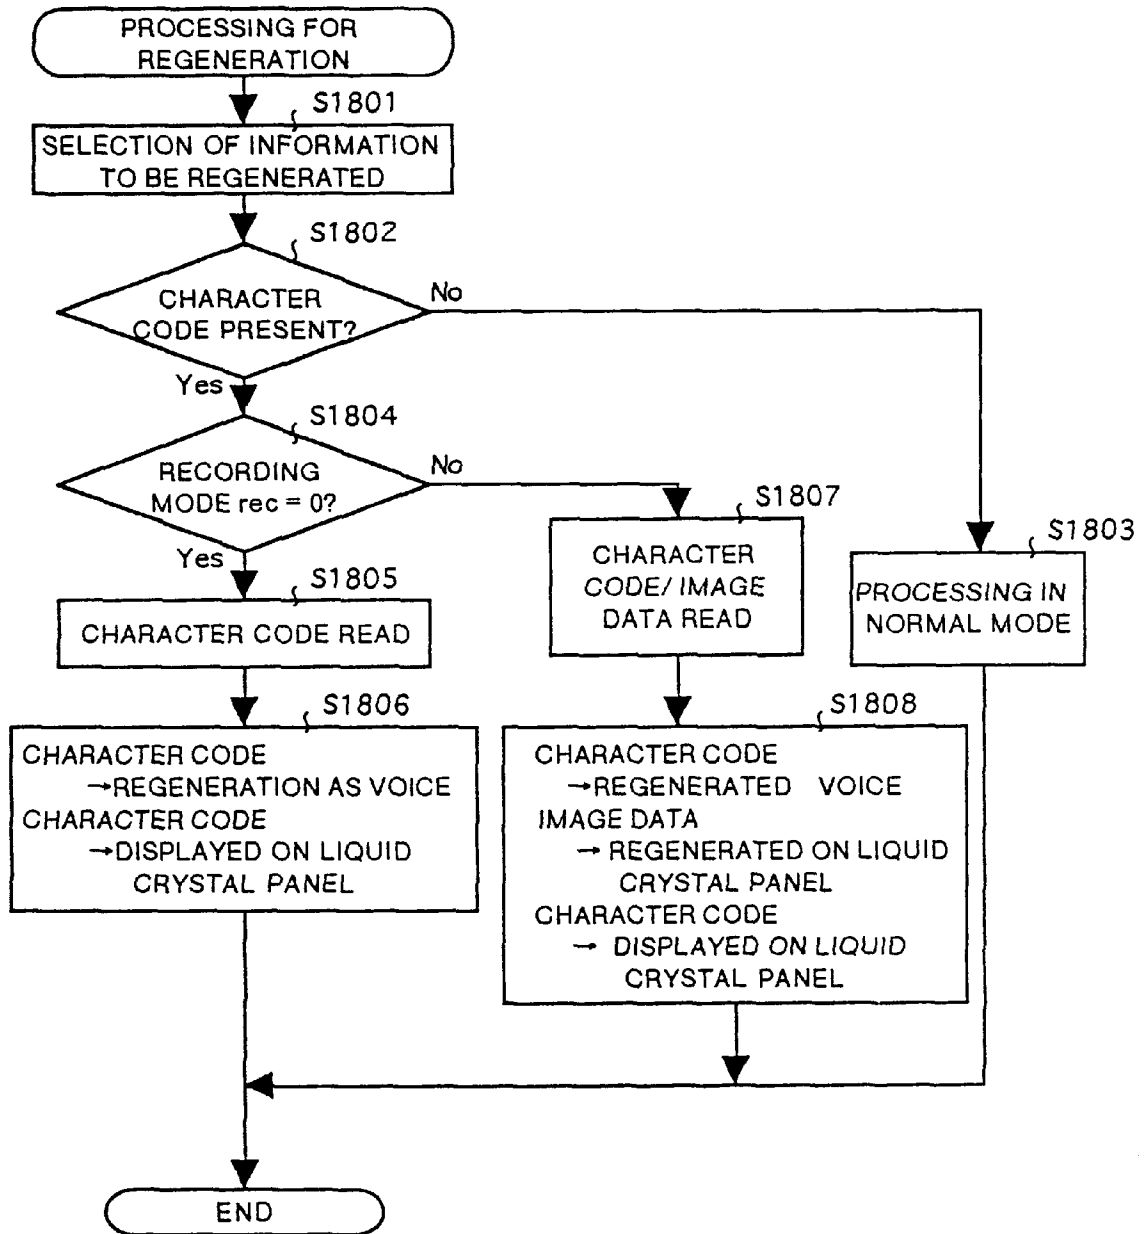 PROCESSING FOR
REGENERATION
S1801
SELECTION OF INFORMATION
TO BE REGENERATED
S1802
CHARACTER
CODE PRESENT?
No
Yes
S1804
RECORDING
MODE rec = 0?
No
Yes
S1807
CHARACTER
CODE/ IMAGE
DATA READ
S1803
PROCESSING IN
NORMAL MODE
S1805
CHARACTER CODE READ
S1806
CHARACTER CODE
→REGENERATION AS VOICE
CHARACTER CODE
→DISPLAYED ON LIQUID
CRYSTAL PANEL
S1808
CHARACTER CODE
→REGENERATED VOICE
IMAGE DATA
→ REGENERATED ON LIQUID
CRYSTAL PANEL
CHARACTER CODE
→ DISPLAYED ON LIQUID
CRYSTAL PANEL
END